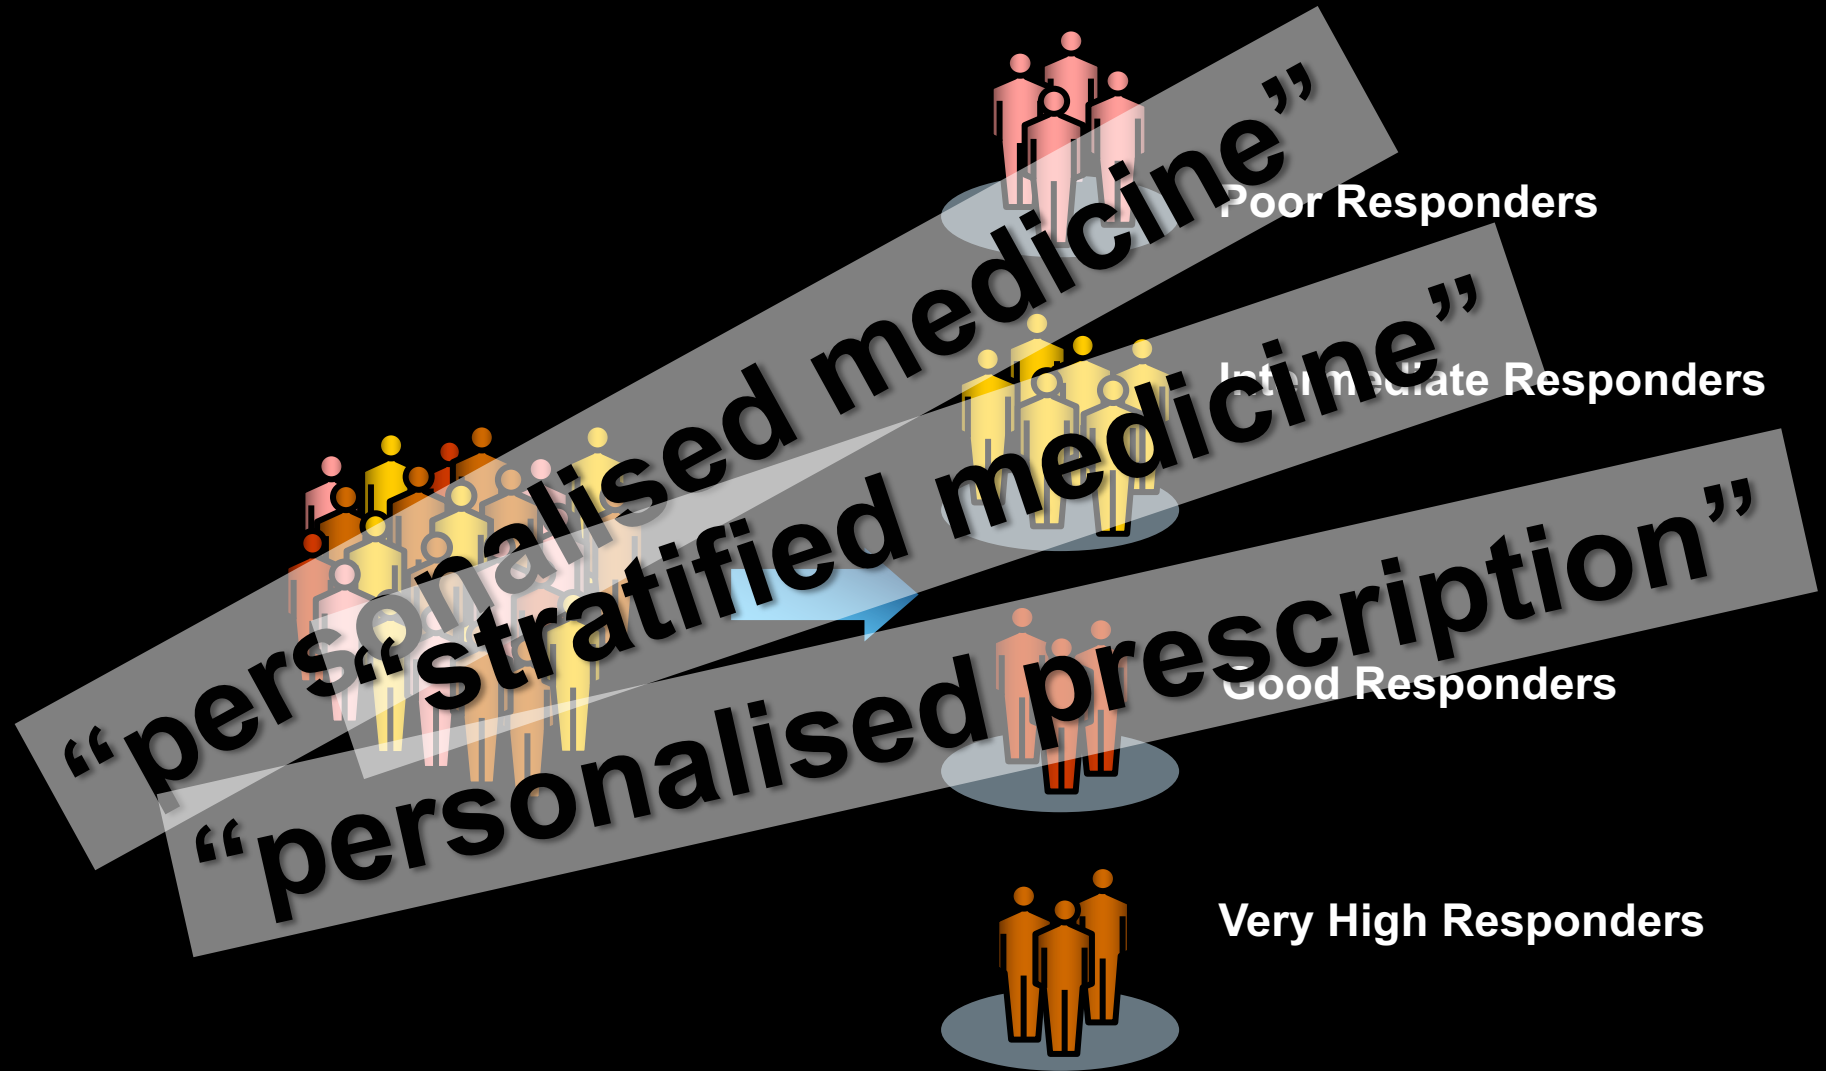 “personalised medicine”
Poor Responders
“stratified medicine”
Intermediate Responders
“personalised prescription”
Good Responders
Very High Responders